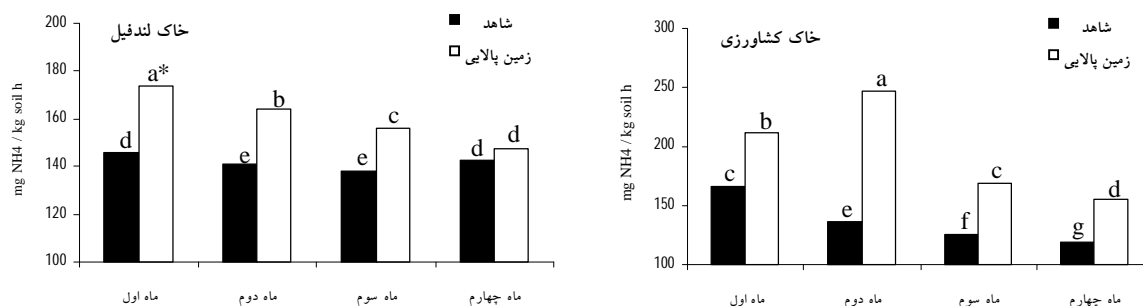 خاک لندفیل
شاهد
زمین پالایی
mg NH4 / kg soil h
200
180
160
140
120
100
d
a*
e
b
e
c
d
d
ماه اول
ماه دوم
ماه سوم
ماه چهارم
خاک کشاورزی
شاهد
زمین پالایی
mg NH4 / kg soil h
300
250
200
150
100
c
b
e
a
f
c
g
d
ماه اول
ماه دوم
ماه سوم
ماه چهارم